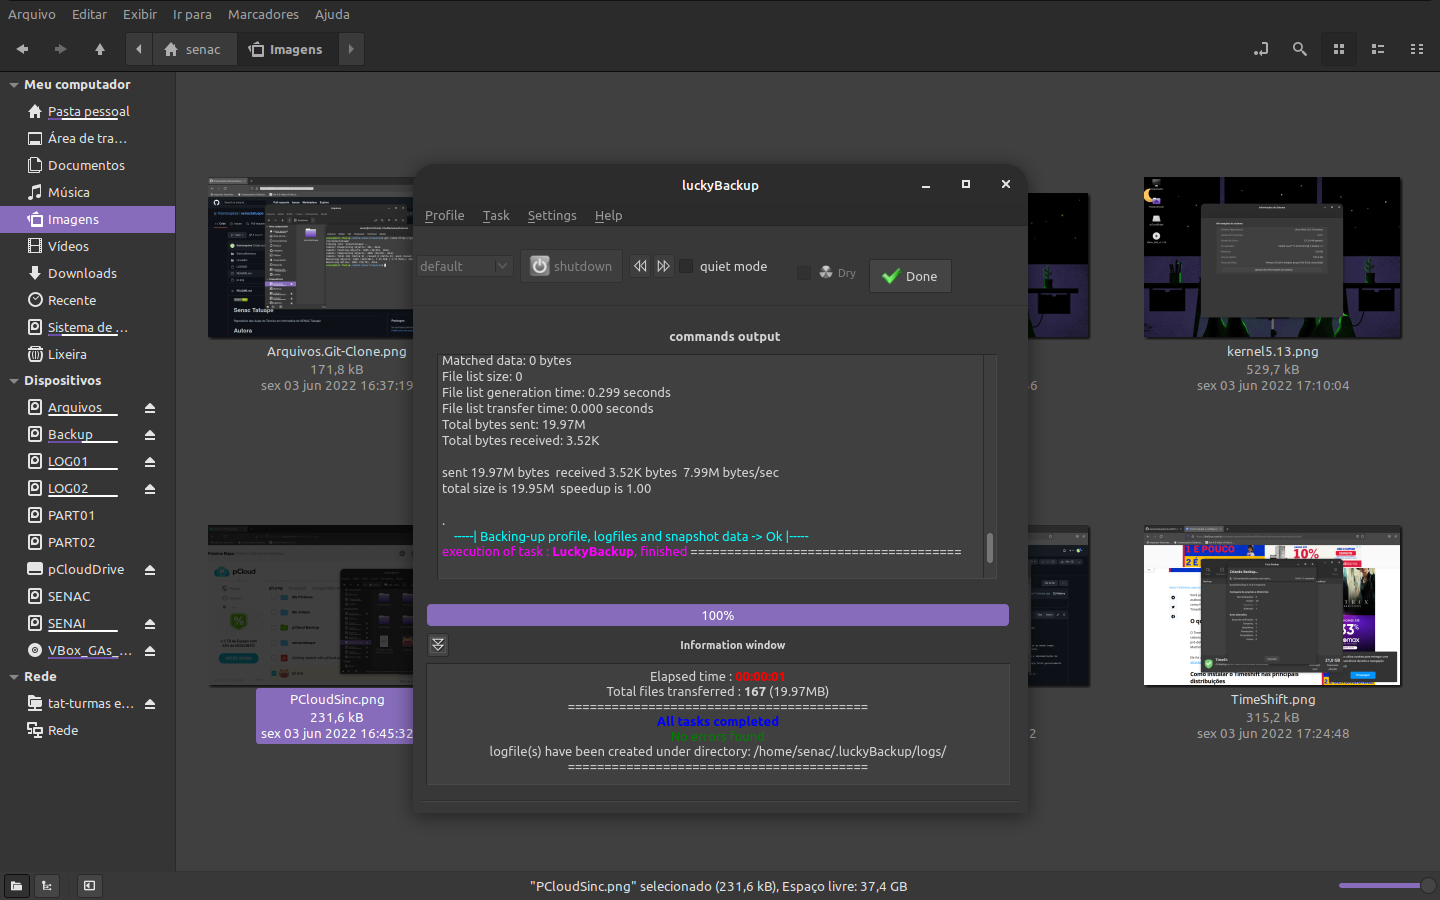 Arquivo Editar Exibir Ir para Marcadores Ajuda
senac Imagens
Meu computador
Pasta pessoal
Área de tra...
Documentos
Música
Imagens
Vídeos
Downloads
Recente
Sistema de ...
Lixeira
Dispositivos
Arquivos
Backup
LOG01
LOG02
PART01
PART02
pCloudDrive
SENAC
SENAI
VBox_GAs_...
Rede
tat-turmas e...
Rede
Senac Tatuape
Autora
Arquivos.Git-Clone.png
171,8 kB
sex 03 jun 2022 16:37:19
kernel5.13.png
529,7 kB
sex 03 jun 2022 17:10:04
pCloud
PCloudSinc.png
231,6 kB
sex 03 jun 2022 16:45:32
TimeShift.png
315,2 kB
sex 03 jun 2022 17:24:48
luckyBackup
Profile Task Settings Help
default shutdown quiet mode Dry Done
commands output
Matched data: 0 bytes
File list size: 0
File list generation time: 0.299 seconds
File list transfer time: 0.000 seconds
Total bytes sent: 19.97M
Total bytes received: 3.52K
sent 19.97M bytes received 3.52K bytes 7.99M bytes/sec
total size is 19.95M speedup is 1.00
.
-----| Backing-up profile, logfiles and snapshot data -> Ok |-----
execution of task : LuckyBackup, finished =====================================
100%
Information window
Elapsed time : 00:00:01
Total files transferred : 167 (19.97MB)
=========================================
All tasks completed
No errors found
logfile(s) have been created under directory: /home/senac/.luckyBackup/logs/
=========================================
"PCloudSinc.png" selecionado (231,6 kB), Espaço livre: 37,4 GB